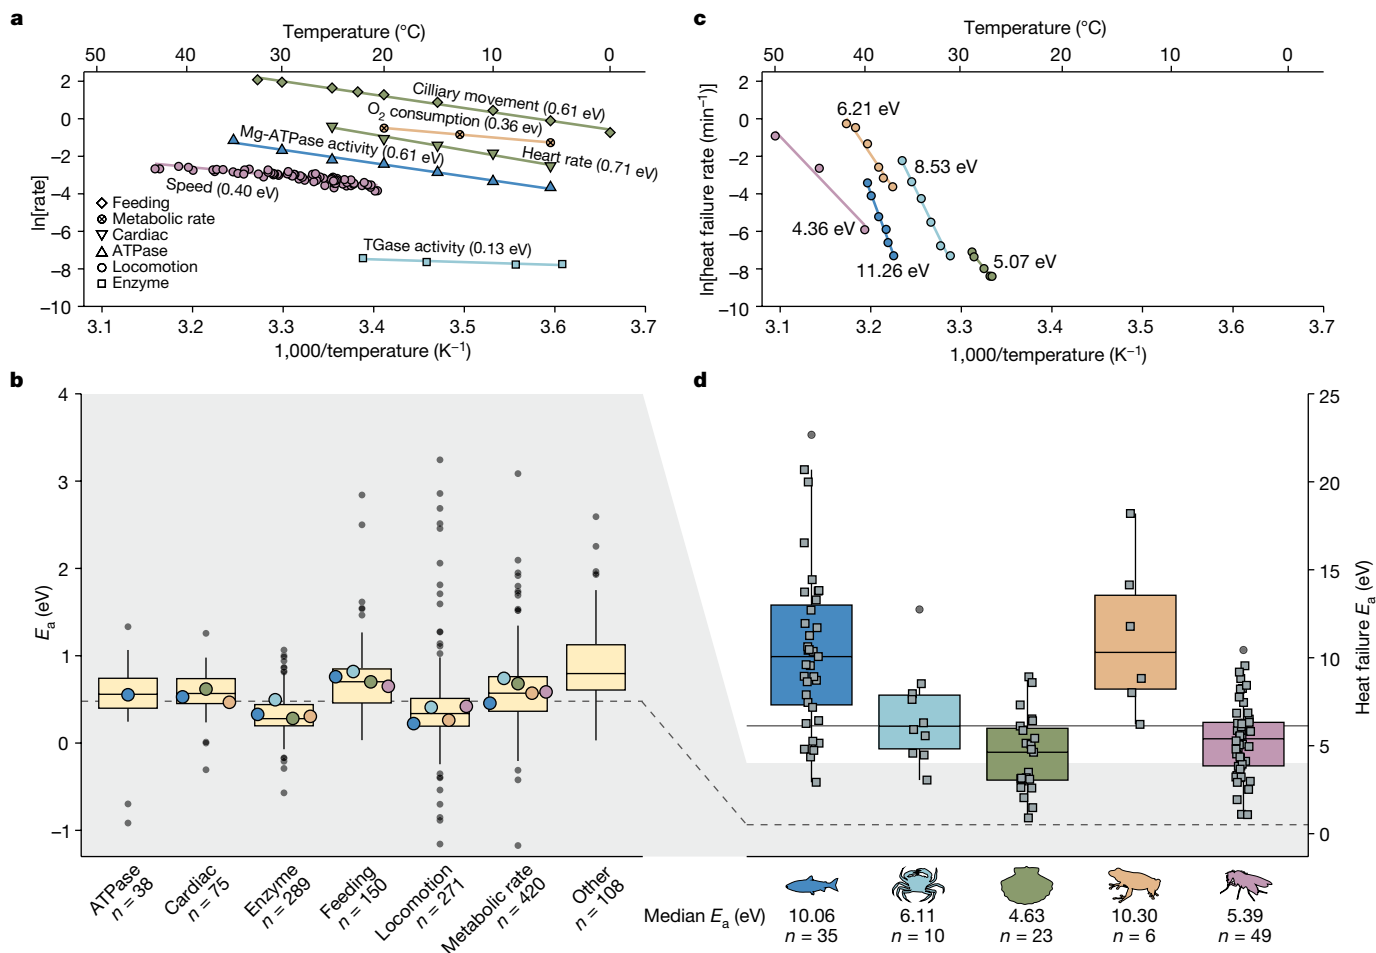 a
Temperature (°C)
50 40 30 20 10 0
2
0
−2
−4
−6
−8
−10
ln[rate]
Cilliary movement (0.61 eV)
O2 consumption (0.36 eV)
Mg-ATPase activity (0.61 eV)
Heart rate (0.71 eV)
Speed (0.40 eV)
TGase activity (0.13 eV)
Feeding
Metabolic rate
Cardiac
ATPase
Locomotion
Enzyme
3.1 3.2 3.3 3.4 3.5 3.6 3.7
1,000/temperature (K−1)
c
Temperature (°C)
50 40 30 20 10 0
2
0
−2
−4
−6
−8
−10
ln[heat failure rate (min−1)]
6.21 eV
8.53 eV
4.36 eV
11.26 eV
5.07 eV
3.1 3.2 3.3 3.4 3.5 3.6 3.7
1,000/temperature (K−1)
b
4
3
2
1
0
−1
Ea (eV)
ATPase
n = 38
Cardiac
n = 75
Enzyme
n = 289
Feeding
n = 150
Locomotion
n = 271
Metabolic rate
n = 420
Other
n = 108
d
25
20
15
10
5
0
Heat failure Ea (eV)
Median Ea (eV) 10.06 6.11 4.63 10.30 5.39
n = 35 n = 10 n = 23 n = 6 n = 49